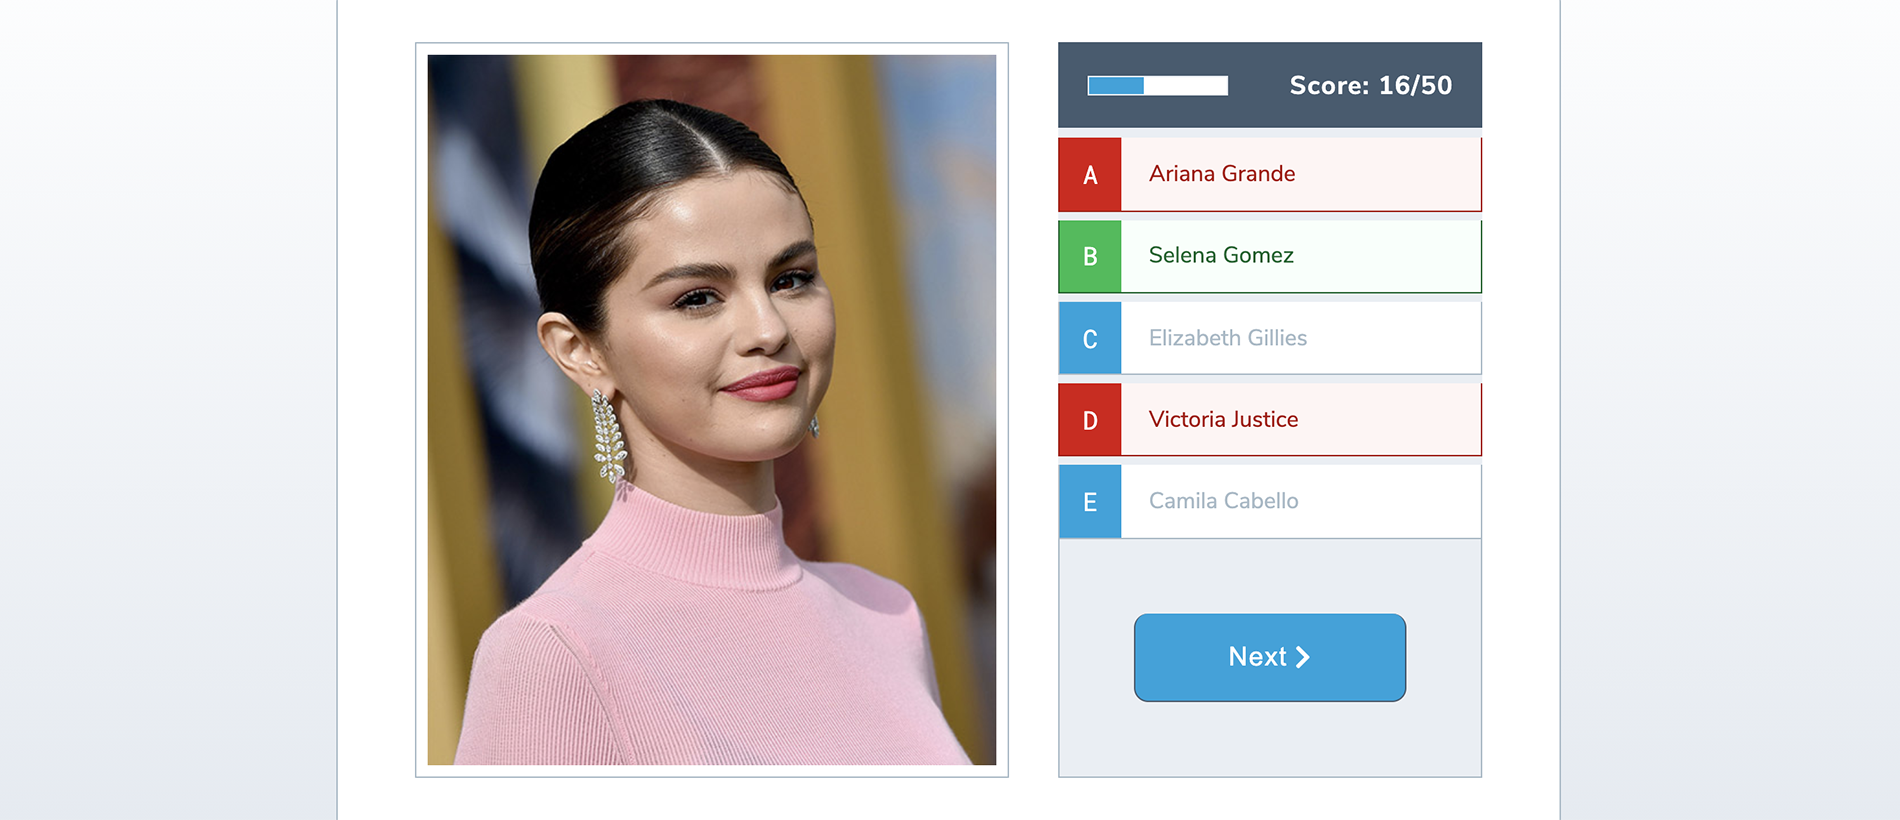 Score: 16/50
A Ariana Grande
B Selena Gomez
C Elizabeth Gillies
D Victoria Justice
E Camila Cabello
Next